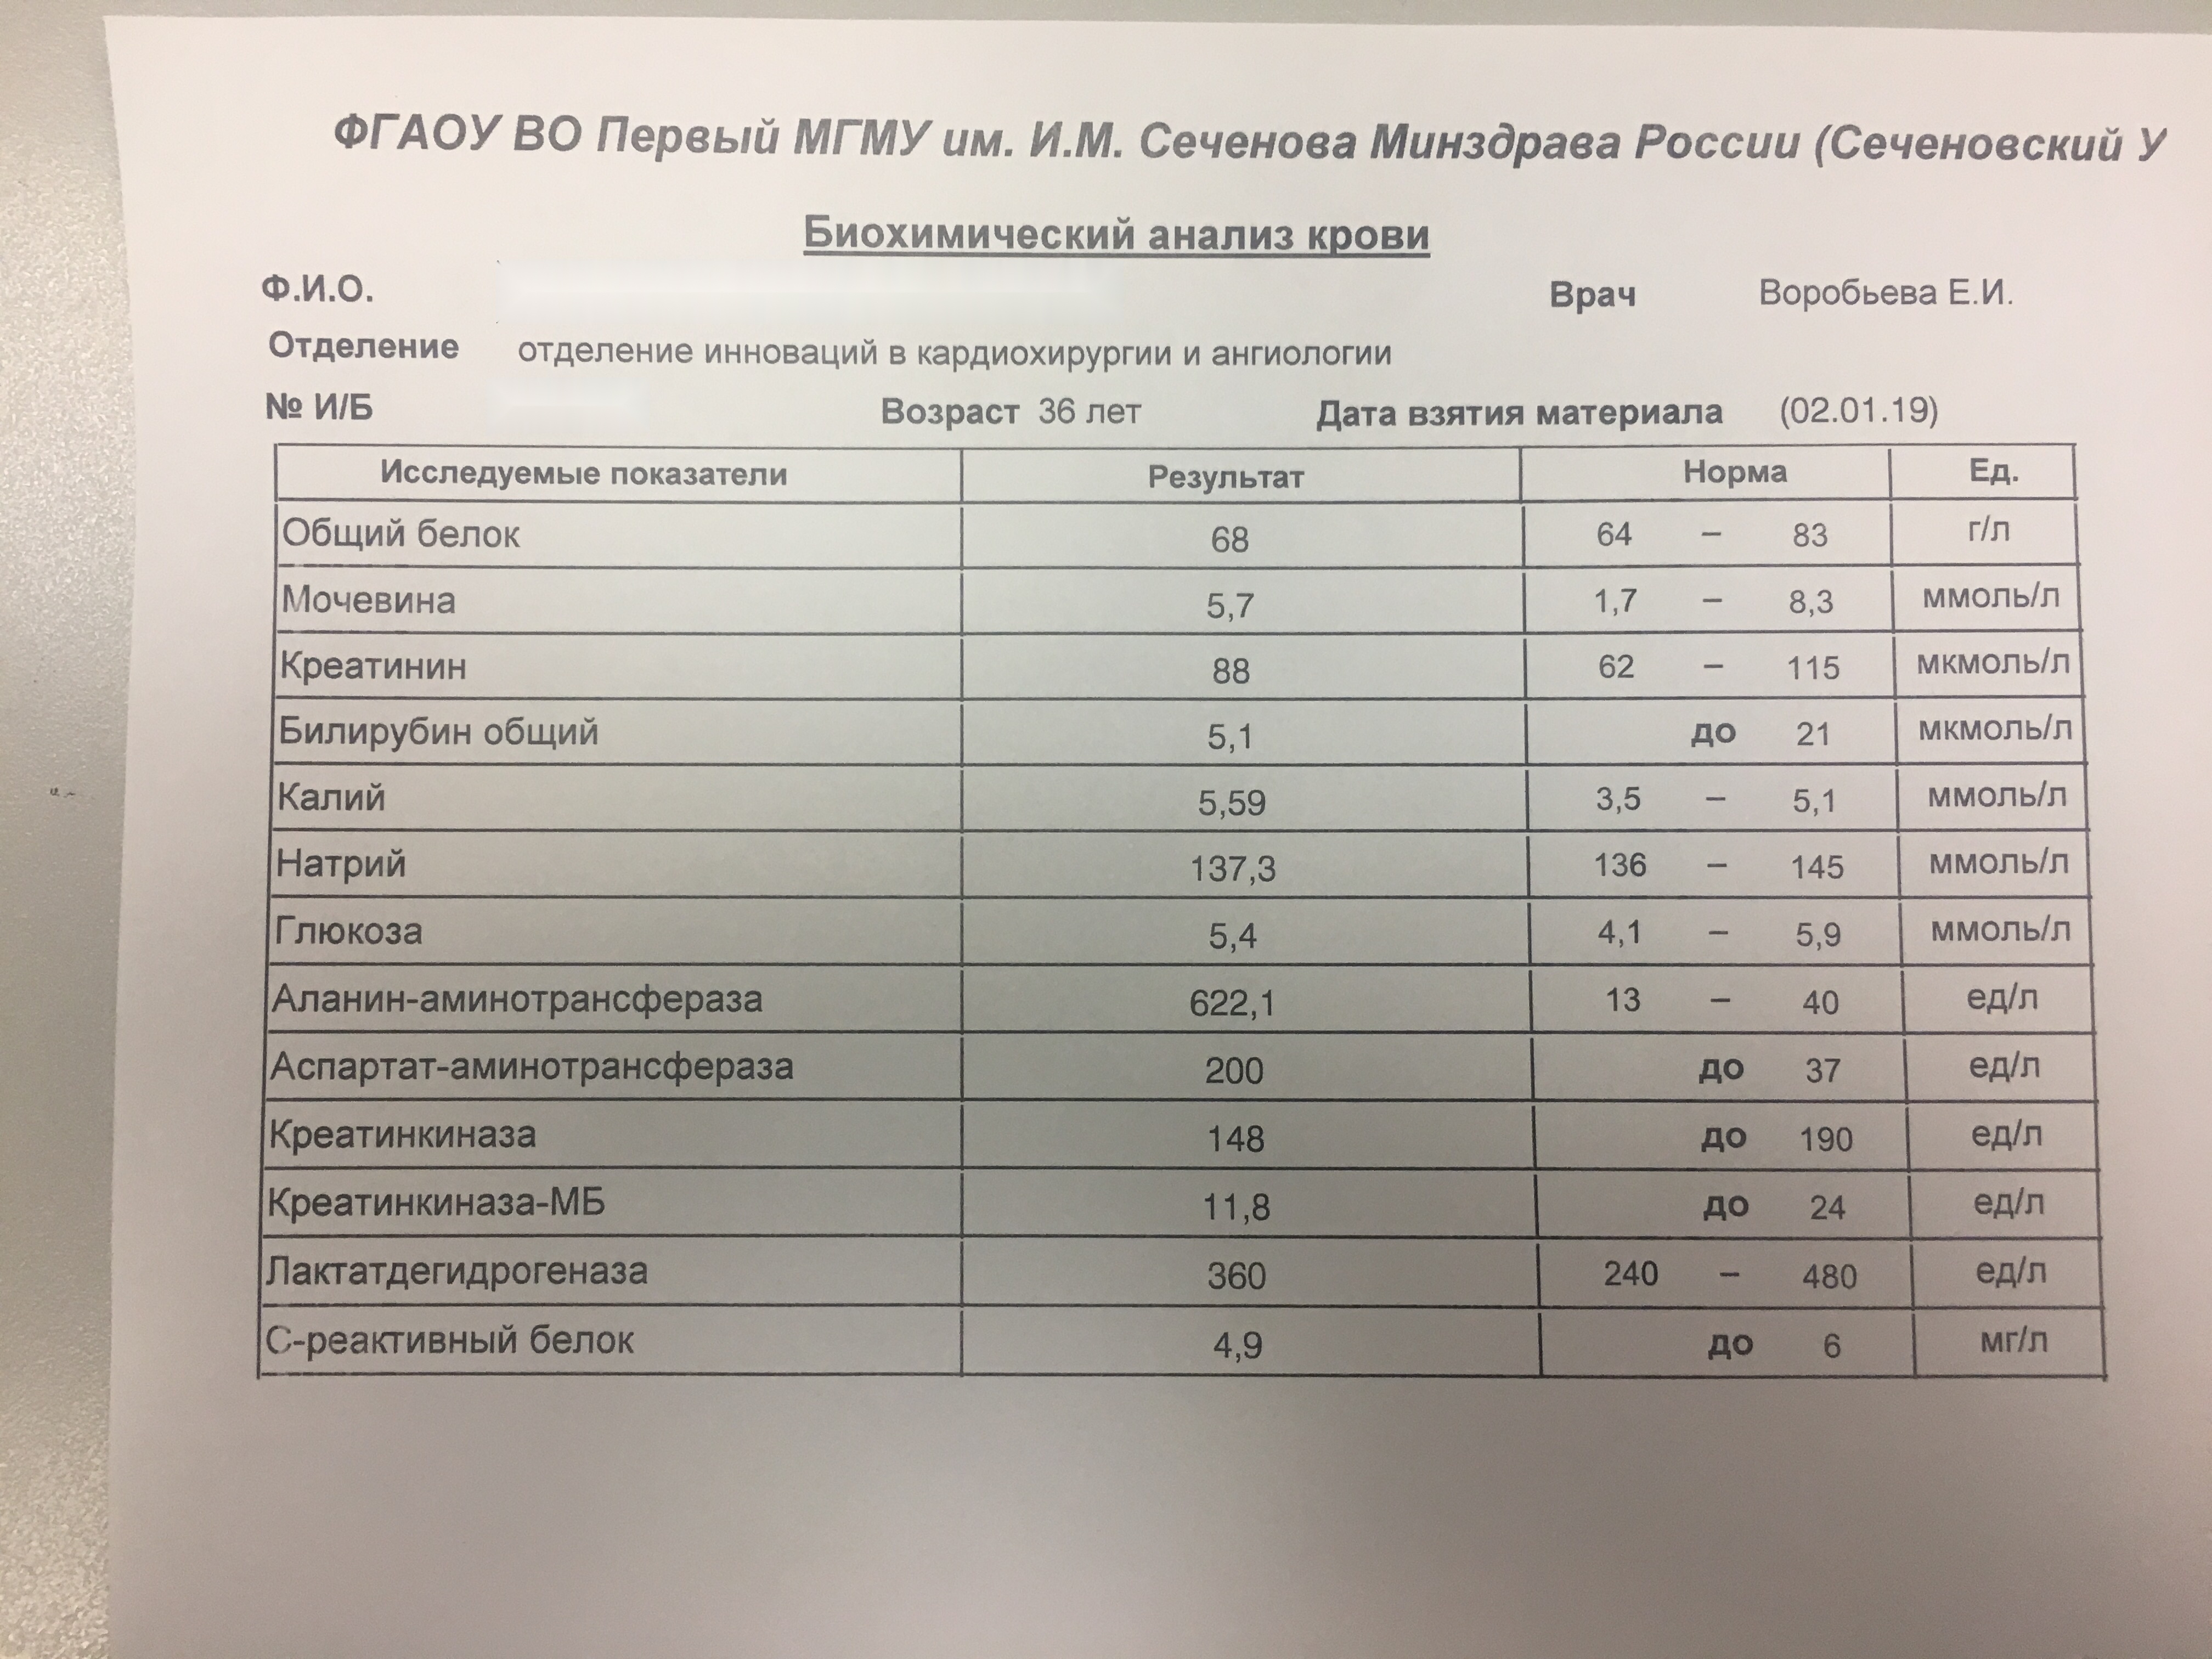 ФГАОУ ВО Первый МГМУ им. И.М. Сеченова Минздрава России (Сеченовский У
Биохимический анализ крови
Ф.И.О. Врач Воробьева Е.И.
Отделение отделение инноваций в кардиохирургии и ангиологии
№ И/Б Возраст 36 лет Дата взятия материала (02.01.19)
Исследуемые показатели Результат Норма Ед.
Общий белок 68 64 – 83 г/л
Мочевина 5,7 1,7 – 8,3 ммоль/л
Креатинин 88 62 – 115 мкмоль/л
Билирубин общий 5,1 до 21 мкмоль/л
Калий 5,59 3,5 – 5,1 ммоль/л
Натрий 137,3 136 – 145 ммоль/л
Глюкоза 5,4 4,1 – 5,9 ммоль/л
Аланин-аминотрансфераза 622,1 13 – 40 ед/л
Аспартат-аминотрансфераза 200 до 37 ед/л
Креатинкиназа 148 до 190 ед/л
Креатинкиназа-МБ 11,8 до 24 ед/л
Лактатдегидрогеназа 360 240 – 480 ед/л
С-реактивный белок 4,9 до 6 мг/л